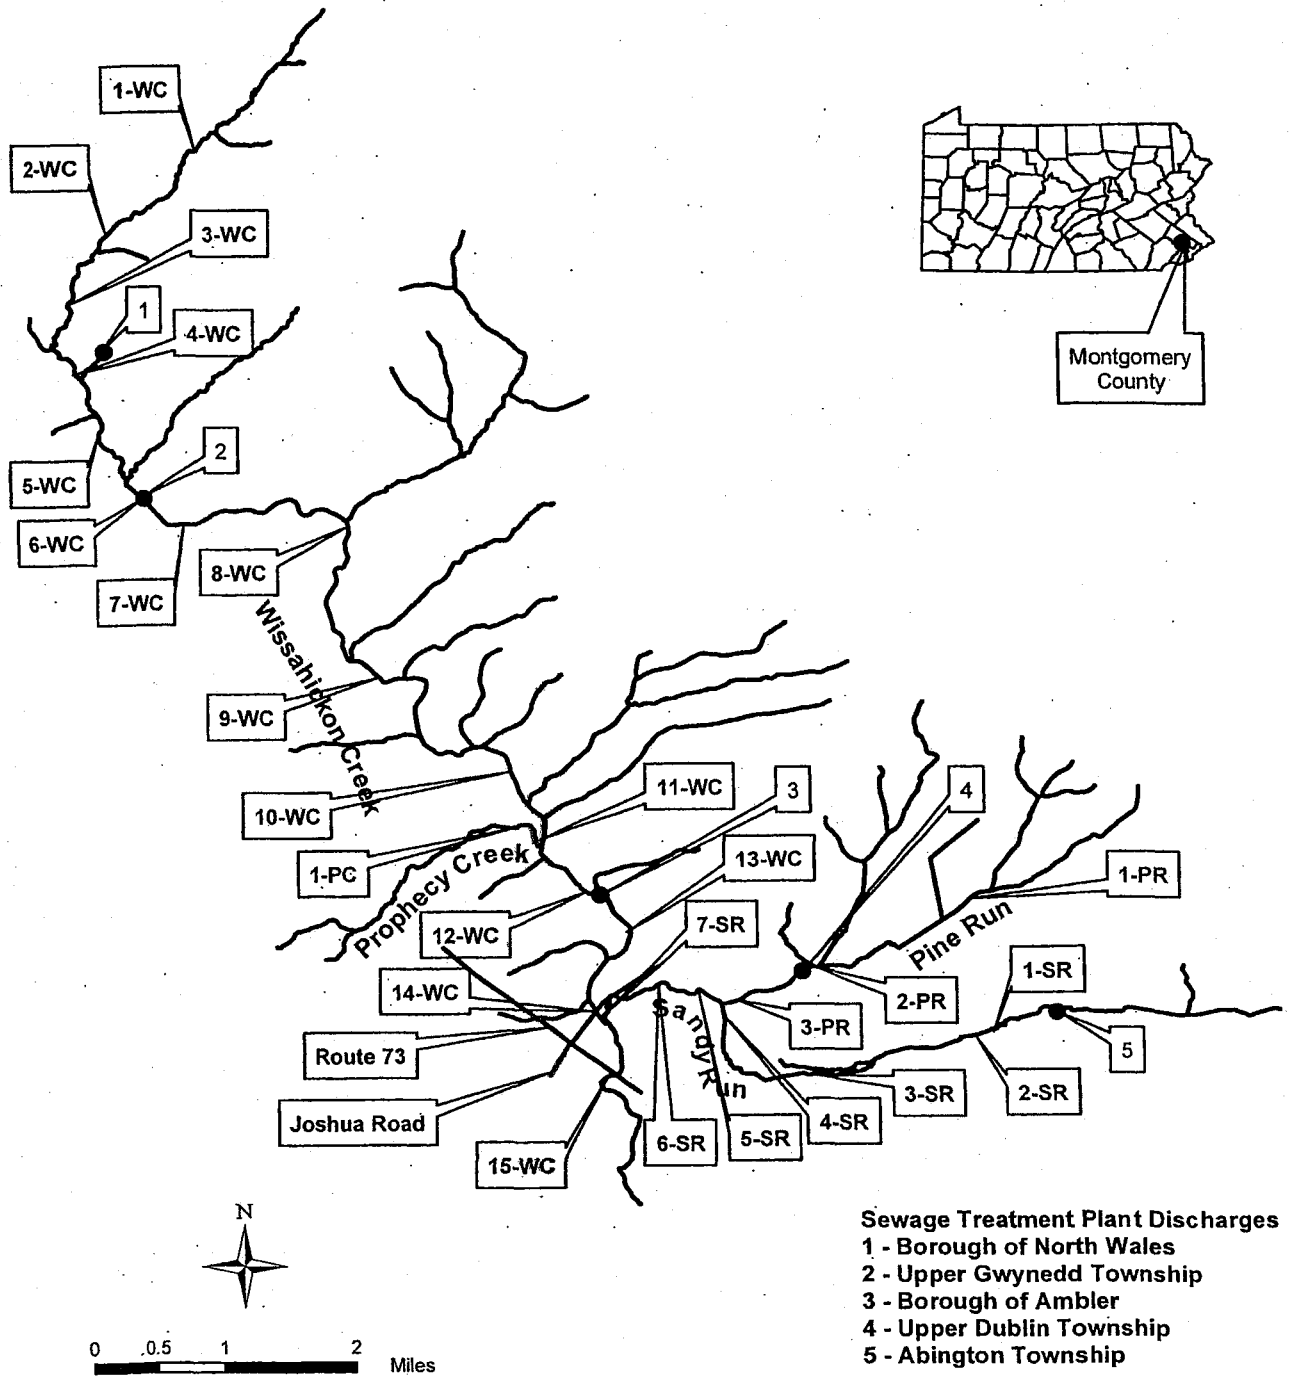 1-WC
2-WC
3-WC
1
4-WC
Montgomery
County
2
5-WC
6-WC
8-WC
7-WC
Wissahickon Creek
9-WC
11-WC
3
4
10-WC
13-WC
1-PC
Prophecy Creek
1-PR
12-WC
7-SR
Pine Run
1-SR
14-WC
2-PR
Sandy Run
3-PR
Route 73
5
3-SR
2-SR
Joshua Road
4-SR
6-SR
5-SR
15-WC
N
Sewage Treatment Plant Discharges
1 - Borough of North Wales
2 - Upper Gwynedd Township
3 - Borough of Ambler
4 - Upper Dublin Township
5 - Abington Township
0 .0.5 1 2
Miles